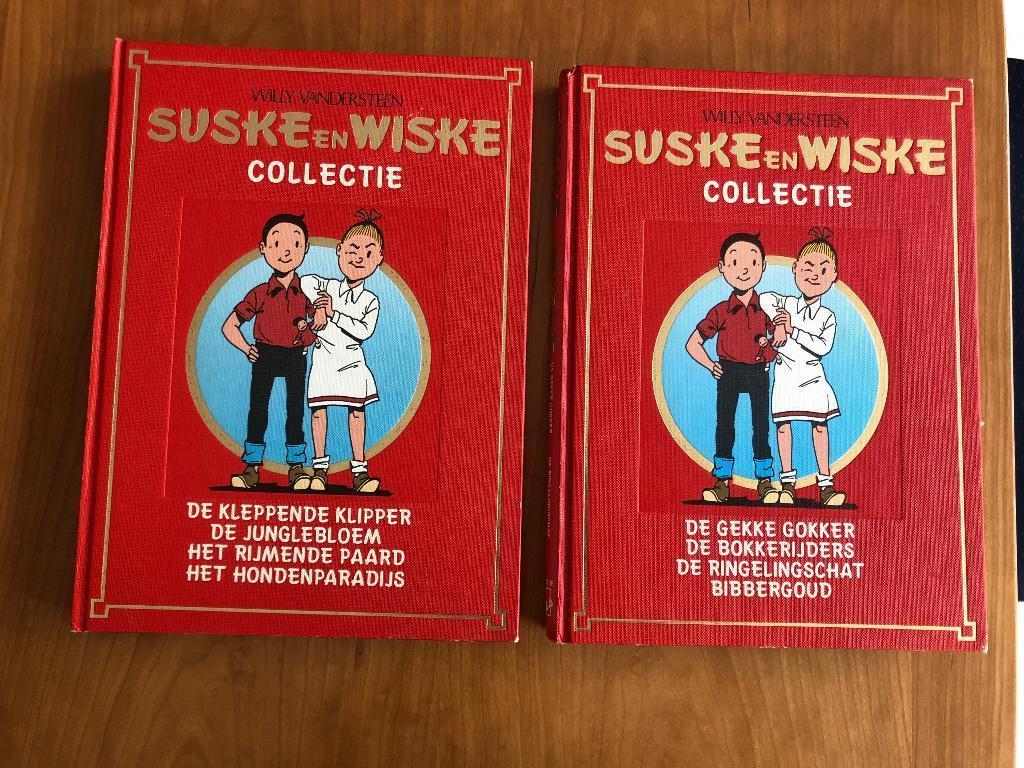 WILLY VANDERSTEEN
SUSKE EN WISKE
COLLECTIE
DE KLEPPENDE KLIPPER
DE JUNGLEBLOEM
HET RIJMENDE PAARD
HET HONDENPARADIJS
WILLY VANDERSTEEN
SUSKE EN WISKE
COLLECTIE
DE GEKKE GOKKER
DE BOKKERIJDERS
DE RINGELINGSCHAT
BIBBERGOUD